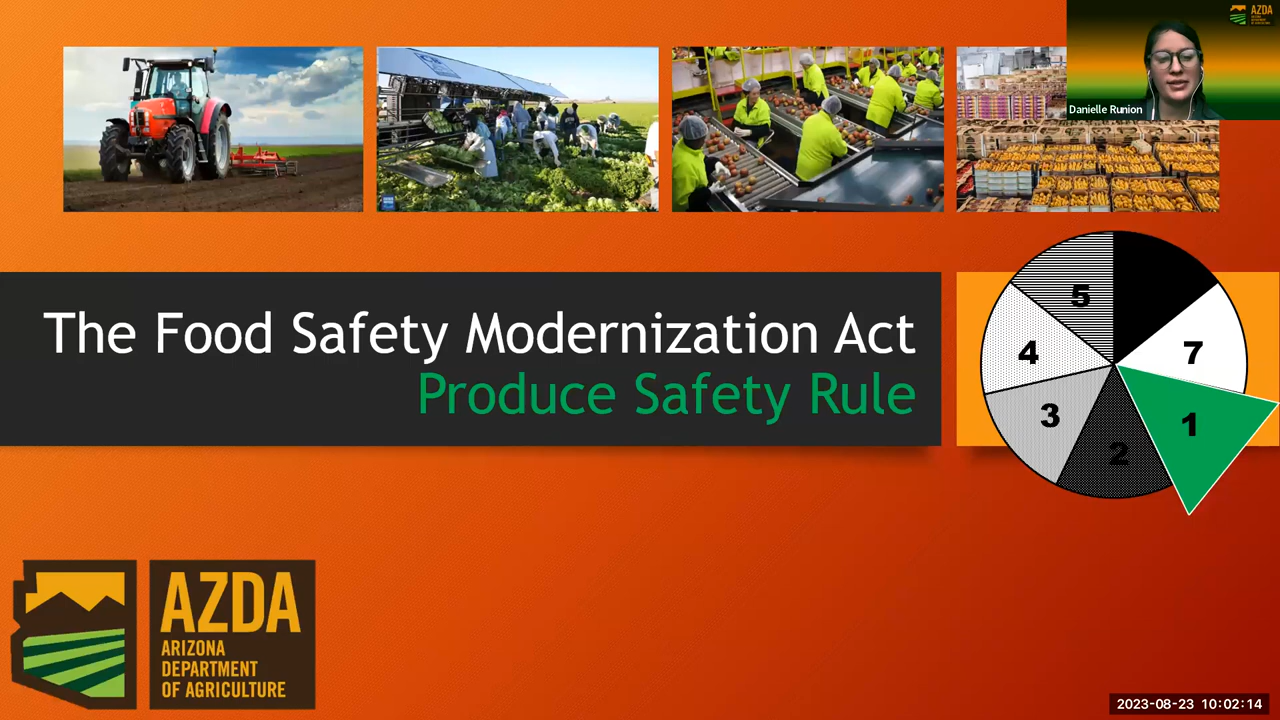 AZDA
Danielle Runion
The Food Safety Modernization Act
Produce Safety Rule
5
4
7
3
1
2
AZDA
ARIZONA
DEPARTMENT
OF AGRICULTURE
2023-08-23 10:02:14